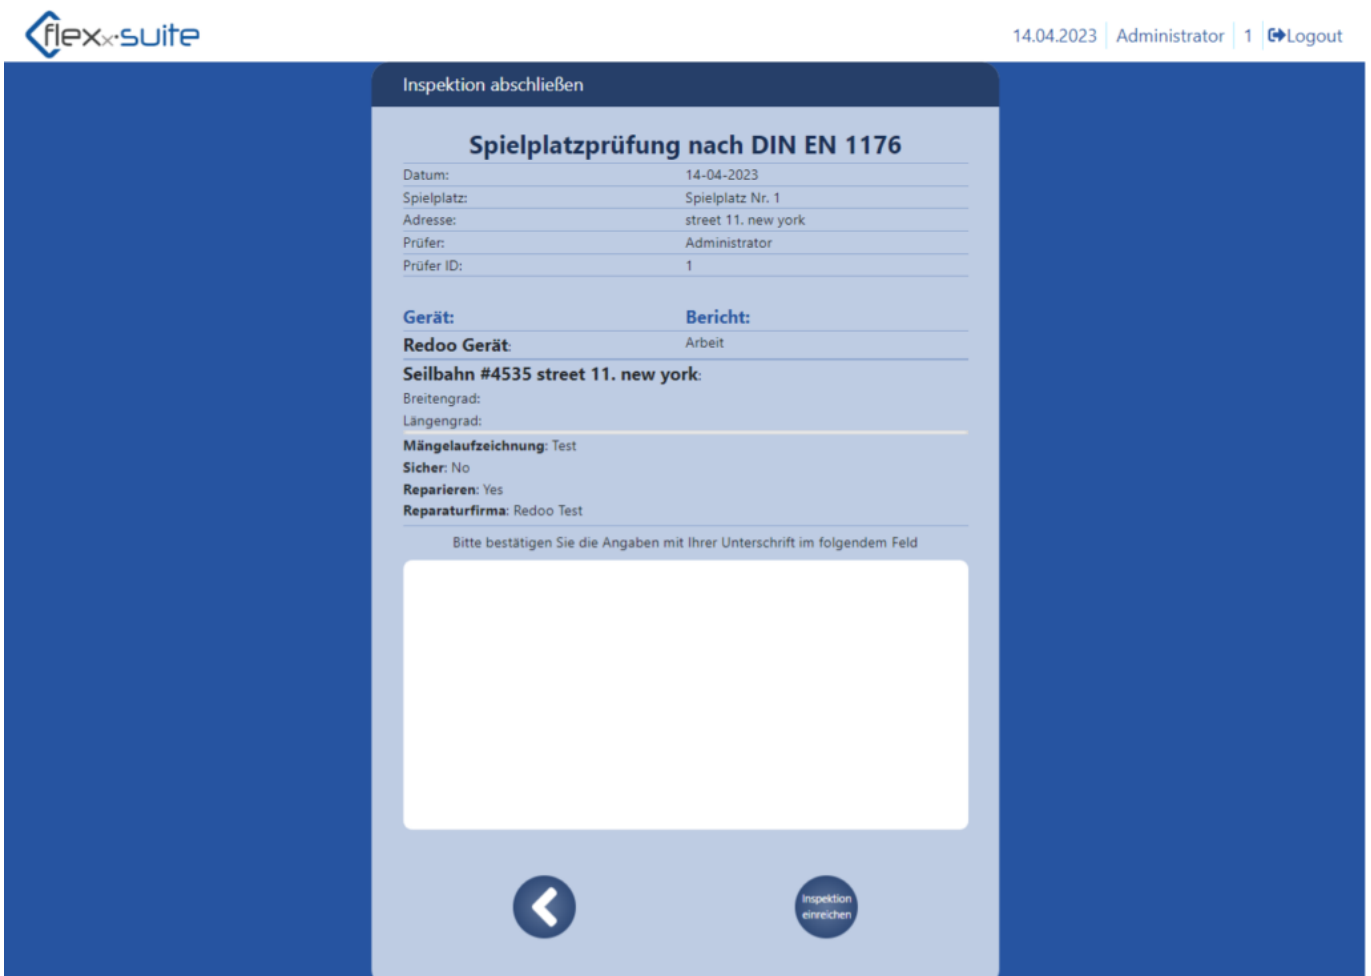 flexx·suite
14.04.2023 Administrator 1 Logout
Inspektion abschließen
Spielplatzprüfung nach DIN EN 1176
Datum: 14-04-2023
Spielplatz: Spielplatz Nr. 1
Adresse: street 11. new york
Prüfer: Administrator
Prüfer ID: 1
Gerät: Bericht:
Redoo Gerät: Arbeit
Seilbahn #4535 street 11. new york:
Breitengrad:
Längengrad:
Mängelaufzeichnung: Test
Sicher: No
Reparieren: Yes
Reparaturfirma: Redoo Test
Bitte bestätigen Sie die Angaben mit Ihrer Unterschrift im folgendem Feld
Inspektion
einreichen